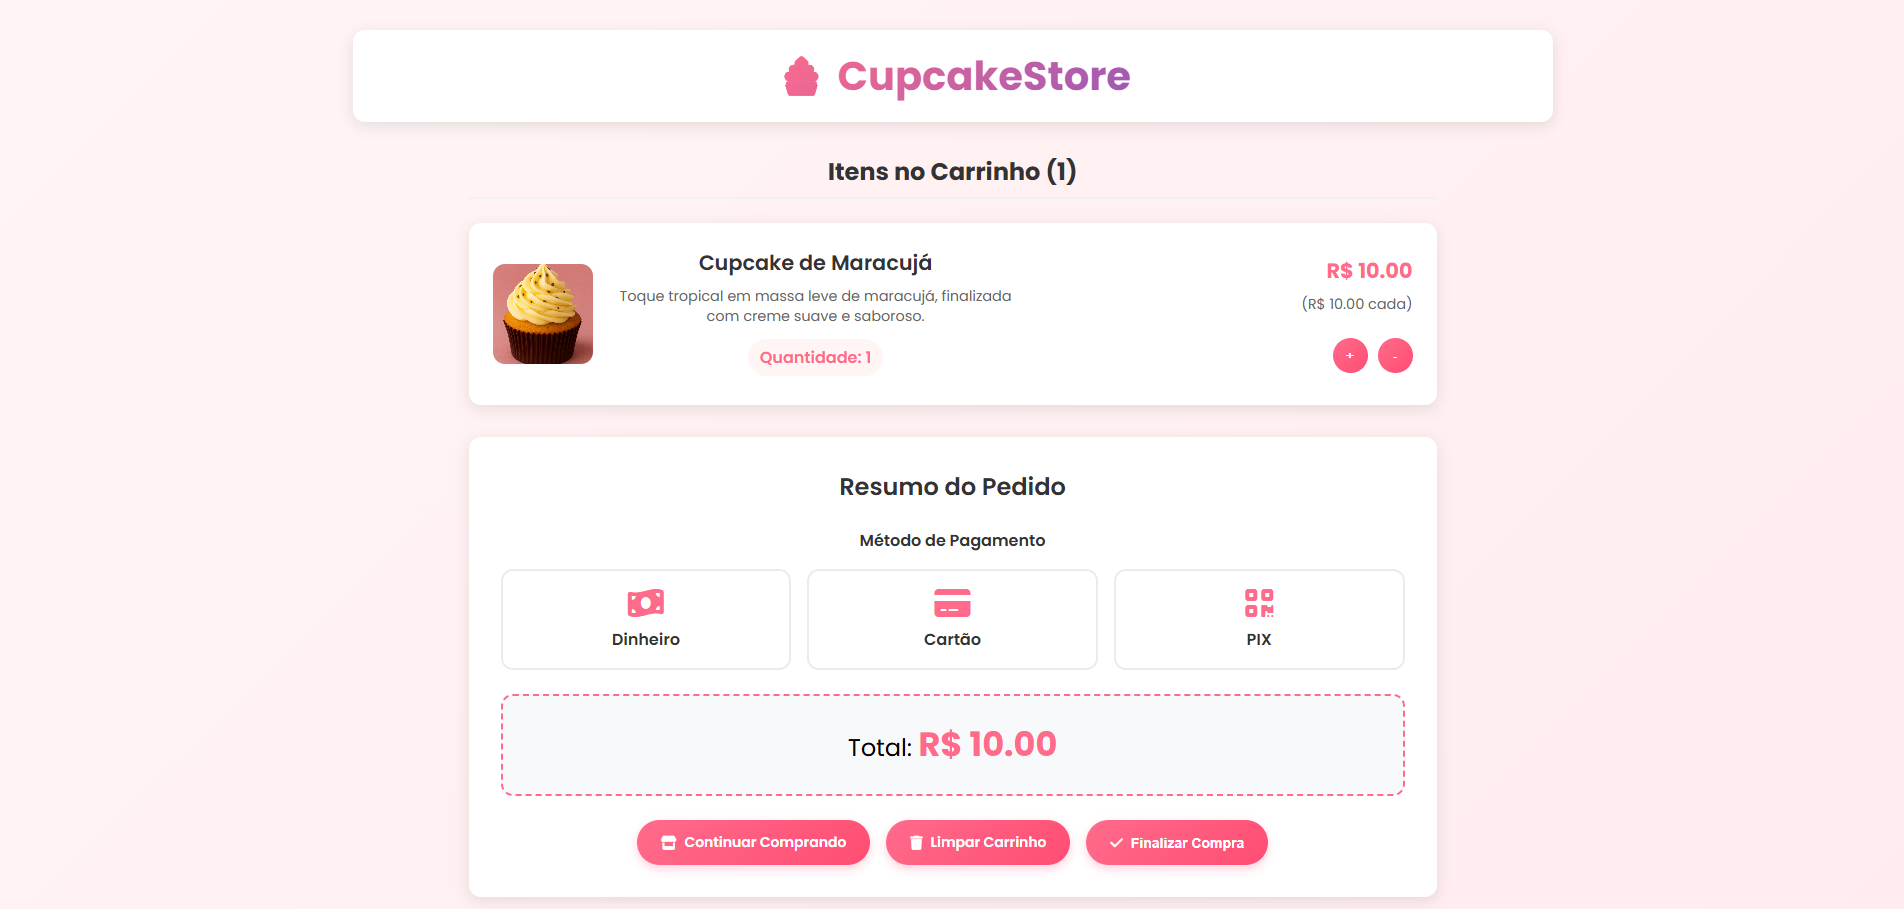 CupcakeStore
Itens no Carrinho (1)
Cupcake de Maracujá
Toque tropical em massa leve de maracujá, finalizada
com creme suave e saboroso.
Quantidade: 1
R$ 10.00
(R$ 10.00 cada)
+ -
Resumo do Pedido
Método de Pagamento
Dinheiro
Cartão
PIX
Total: R$ 10.00
Continuar Comprando
Limpar Carrinho
Finalizar Compra